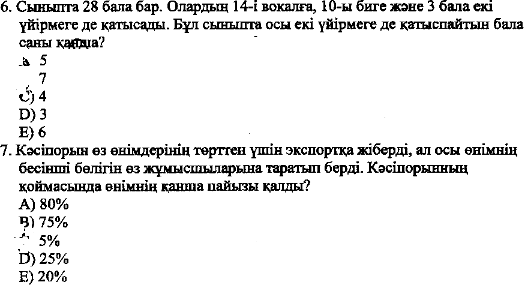 6. Сыныпта 28 бала бар. Олардың 14-і вокалға, 10-ы биге және 3 бала екі
үйірмеге де қатысады. Бұл сыныпта осы екі үйірмеге де қатыспайтын бала
саны қанша?
5
7
C) 4
D) 3
E) 6
7. Кәсіпорын өз өнімдерінің төрттен үшін экспортқа жіберді, ал осы өнімнің
бесінші бөлігін өз жұмысшыларына таратып берді. Кәсіпорынның
қоймасында өнімнің қанша пайызы қалды?
A) 80%
B) 75%
5%
D) 25%
E) 20%